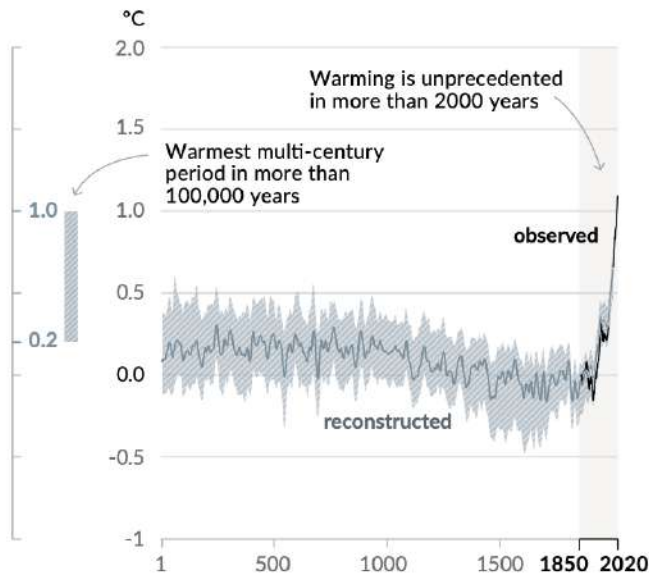 °C
2.0
Warming is unprecedented
in more than 2000 years
1.5
Warmest multi-century
period in more than
100,000 years
1.0
1.0
observed
0.5
0.2
0.0
reconstructed
-0.5
-1
1
500
1000
1500
1850
2020